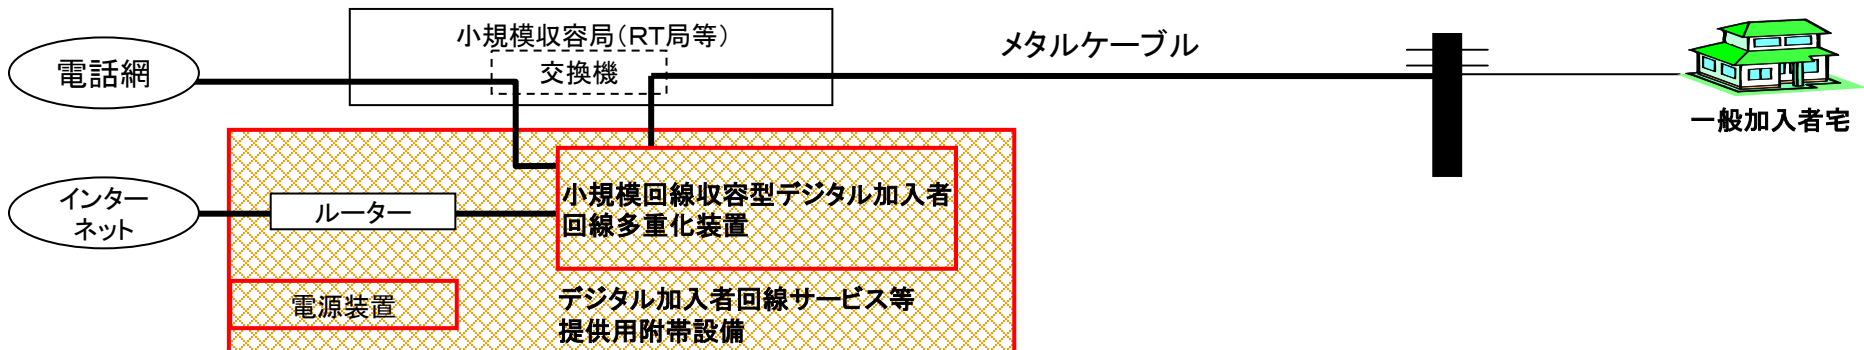 小規模収容局（ＲＴ局等）
電話網
交換機
メタルケーブル
一般加入者宅
インター
ネット
ルーター
小規模回線収容型デジタル加入者
回線多重化装置
電源装置
デジタル加入者回線サービス等
提供用附帯設備